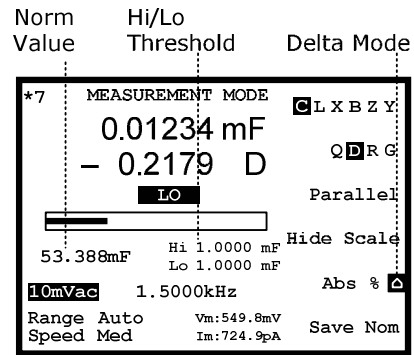 Norm Value
Hi/Lo Threshold
Delta Mode
*7 MEASUREMENT MODE
C L X B Z Y
0.01234 mF
Q D R G
- 0.2179 D
LO
Parallel
Hide Scale
53.388mF
Hi 1.0000 mF
Lo 1.0000 mF
Abs % △
10mVac 1.5000kHz
Range Auto
Vm:549.8mV
Speed Med
Im:724.9pA
Save Nom